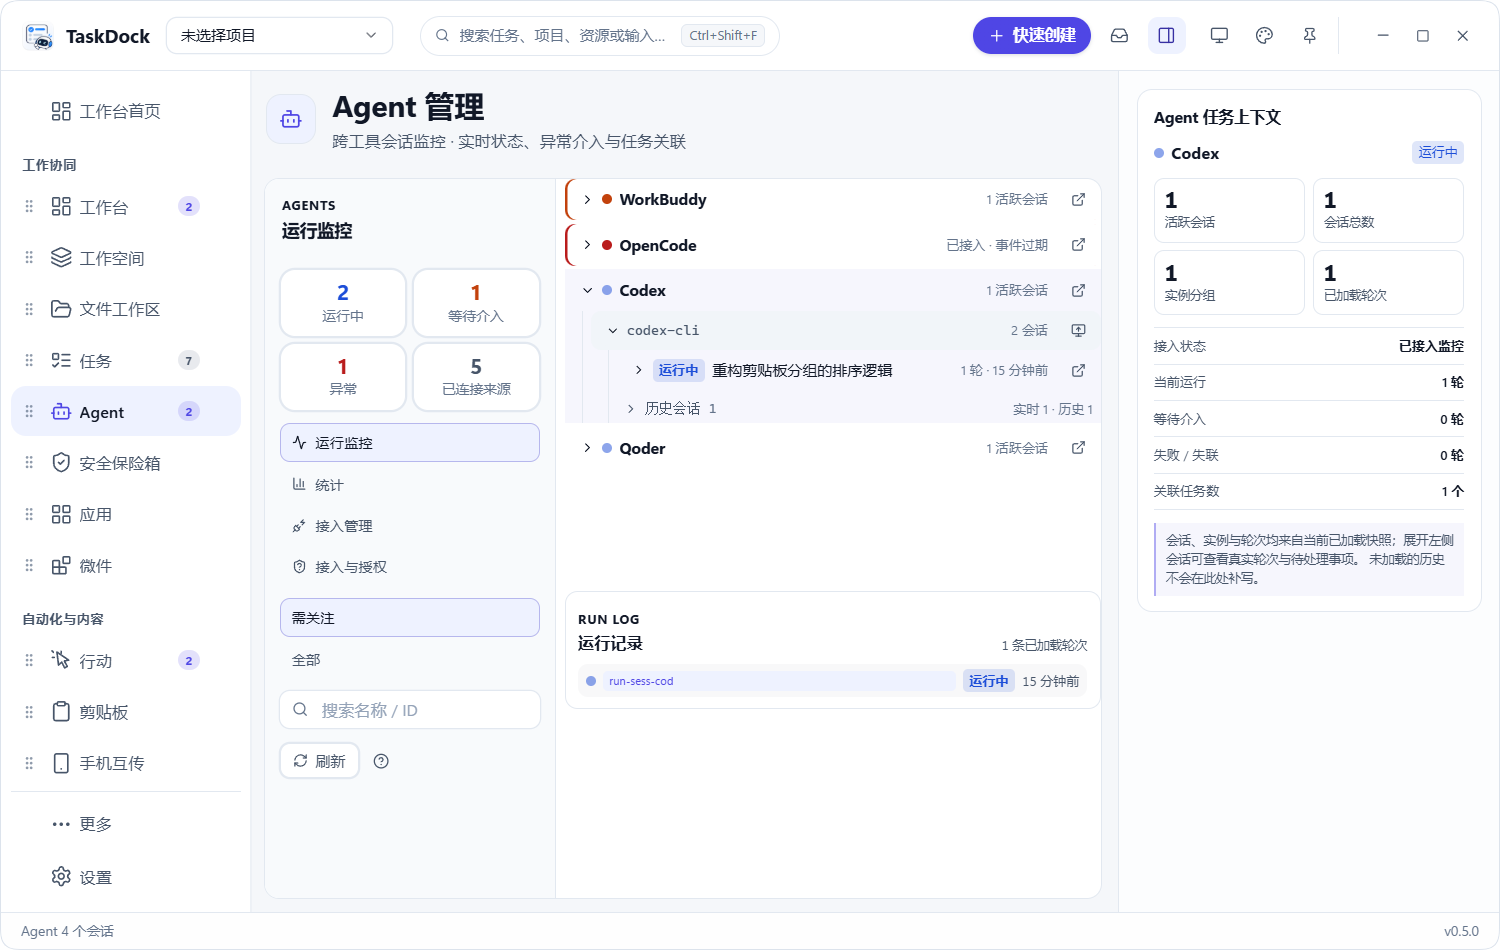 TaskDock
未选择项目
搜索任务、项目、资源或输入...
Ctrl+Shift+F
快速创建
工作台首页
工作协同
工作台
2
工作空间
文件工作区
任务
7
Agent
2
安全保险箱
应用
微件
自动化与内容
行动
2
剪贴板
手机互传
更多
设置
Agent 管理
跨工具会话监控 · 实时状态、异常介入与任务关联
AGENTS
运行监控
2
运行中
1
等待介入
1
异常
5
已连接来源
运行监控
统计
接入管理
接入与授权
需关注
全部
搜索名称 / ID
刷新
WorkBuddy
1 活跃会话
OpenCode
已接入 · 事件过期
Codex
1 活跃会话
codex-cli
2 会话
运行中
重构剪贴板分组的排序逻辑
1 轮 · 15 分钟前
历史会话 1
实时 1 · 历史 1
Qoder
1 活跃会话
RUN LOG
运行记录
1 条已加载轮次
run-sess-cod
运行中
15 分钟前
Agent 任务上下文
Codex
运行中
1
活跃会话
1
会话总数
1
实例分组
1
已加载轮次
接入状态
已接入监控
当前运行
1 轮
等待介入
0 轮
失败 / 失联
0 轮
关联任务数
1 个
会话、实例与轮次均来自当前已加载快照；展开左侧
会话可查看真实轮次与待处理事项。 未加载的历史
不会在此处补写。
Agent 4 个会话
v0.5.0